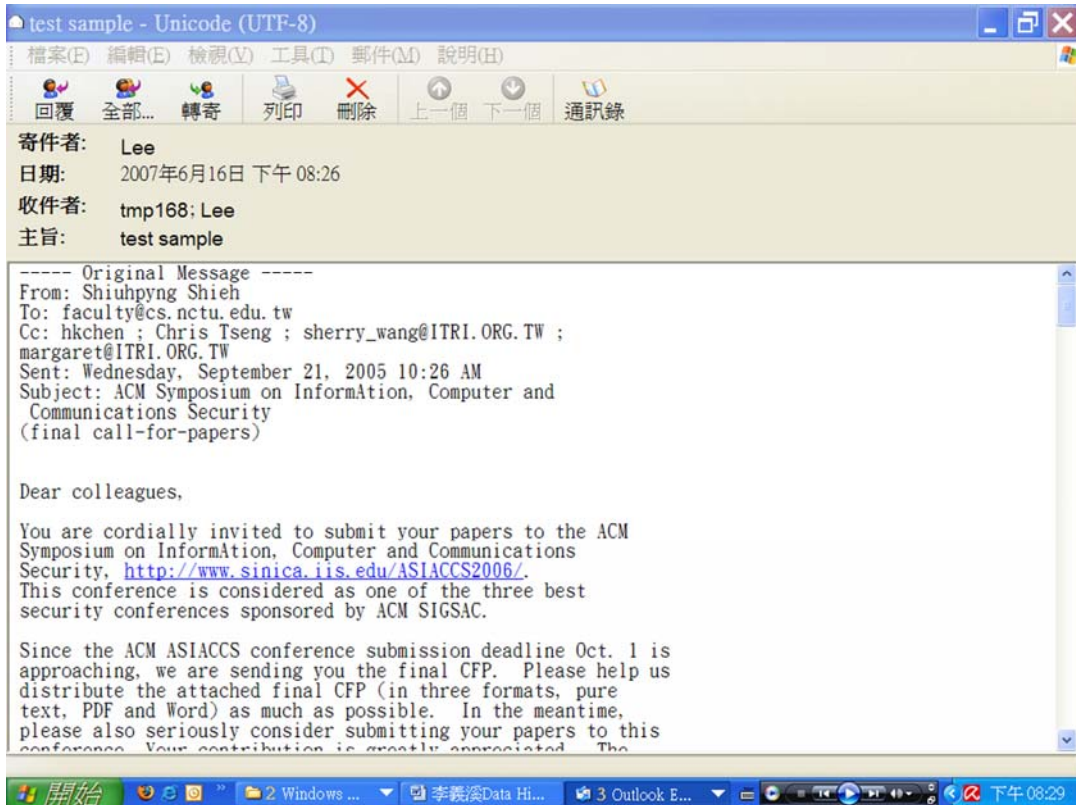 test sample - Unicode (UTF-8)
檔案(F) 編輯(E) 檢視(V) 工具(T) 郵件(M) 說明(H)
回覆 全部... 轉寄 列印 刪除 上一個 下一個 通訊錄
寄件者: Lee
日期: 2007年6月16日 下午 08:26
收件者: tmp168; Lee
主旨: test sample
----- Original Message -----
From: Shiuhpyng Shieh
To: faculty@cs.nctu.edu.tw
Cc: hkchen ; Chris Tseng ; sherry_wang@ITRI.ORG.TW ;
margaret@ITRI.ORG.TW
Sent: Wednesday, September 21, 2005 10:26 AM
Subject: ACM Symposium on InformAtion, Computer and
Communications Security
(final call-for-papers)
Dear colleagues,
You are cordially invited to submit your papers to the ACM
Symposium on InformAtion, Computer and Communications
Security, http://www.sinica.iis.edu/ASIACCS2006/.
This conference is considered as one of the three best
security conferences sponsored by ACM SIGSAC.
Since the ACM ASIACCS conference submission deadline Oct. 1 is
approaching, we are sending you the final CFP. Please help us
distribute the attached final CFP (in three formats, pure
text, PDF and Word) as much as possible. In the meantime,
please also seriously consider submitting your papers to this
conference. Your contribution is greatly appreciated. The
開始 2 Windows ... 李義溪Data Hi... 3 Outlook E... 下午 08:29